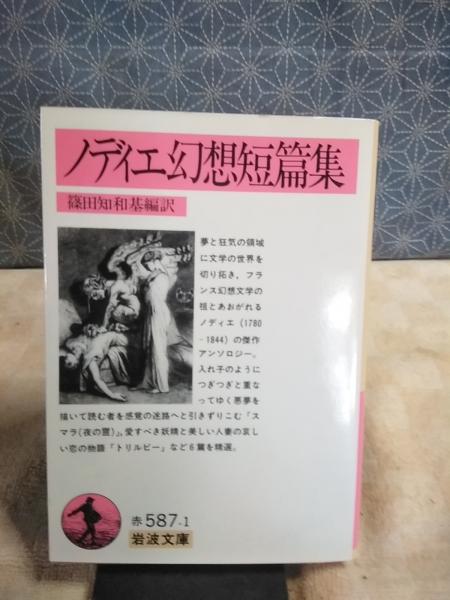 ノディエ幻想短篇集
篠田知和基編訳
夢と狂気の領域
に文学の世界を
切り拓き，フラ
ンス幻想文学の
祖とあおがれる
ノディエ（1780
-1844）の傑作
アンソロジー。
入れ子のように
つぎつぎと重な
ってゆく悪夢を
描いて読む者を感覚の迷路へと引きずりこむ「ス
マラ(夜の霊)」，愛すべき妖精と美しい人妻の哀し
い恋の物語「トリルビー」など6篇を精選。
赤587-1
岩波文庫